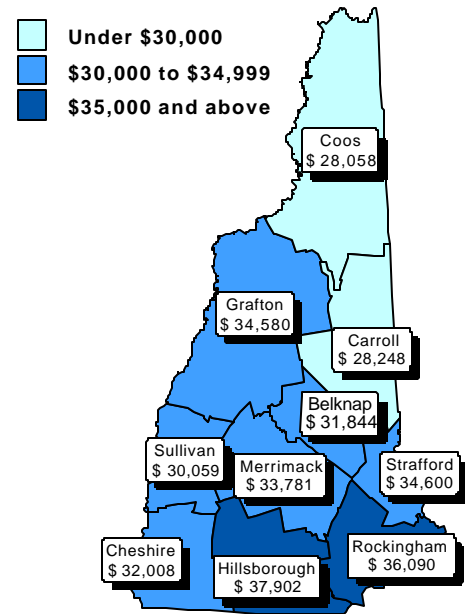 Under $30,000
$30,000 to $34,999
$35,000 and above
Coos
$ 28,058
Grafton
$ 34,580
Carroll
$ 28,248
Belknap
$ 31,844
Sullivan
$ 30,059
Merrimack
$ 33,781
Strafford
$ 34,600
Cheshire
$ 32,008
Hillsborough
$ 37,902
Rockingham
$ 36,090